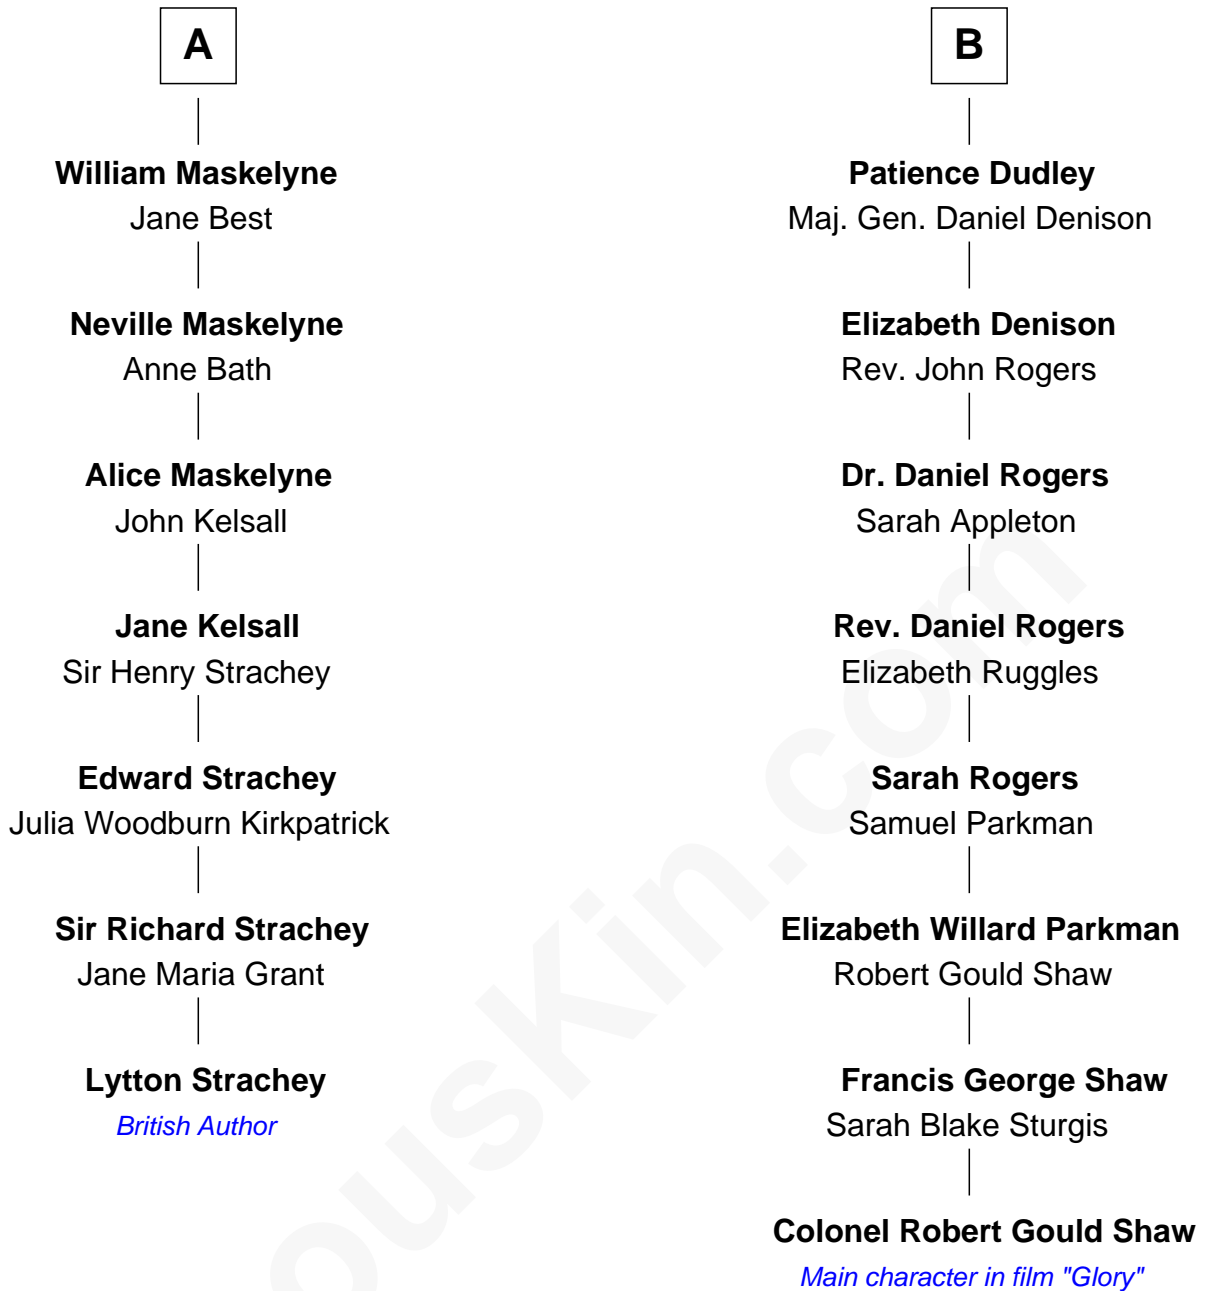 A
William Maskelyne
Jane Best
Neville Maskelyne
Anne Bath
Alice Maskelyne
John Kelsall
Jane Kelsall
Sir Henry Strachey
Edward Strachey
Julia Woodburn Kirkpatrick
Sir Richard Strachey
Jane Maria Grant
Lytton Strachey
British Author
B
Patience Dudley
Maj. Gen. Daniel Denison
Elizabeth Denison
Rev. John Rogers
Dr. Daniel Rogers
Sarah Appleton
Rev. Daniel Rogers
Elizabeth Ruggles
Sarah Rogers
Samuel Parkman
Elizabeth Willard Parkman
Robert Gould Shaw
Francis George Shaw
Sarah Blake Sturgis
Colonel Robert Gould Shaw
Main character in film "Glory"
ousKin.com